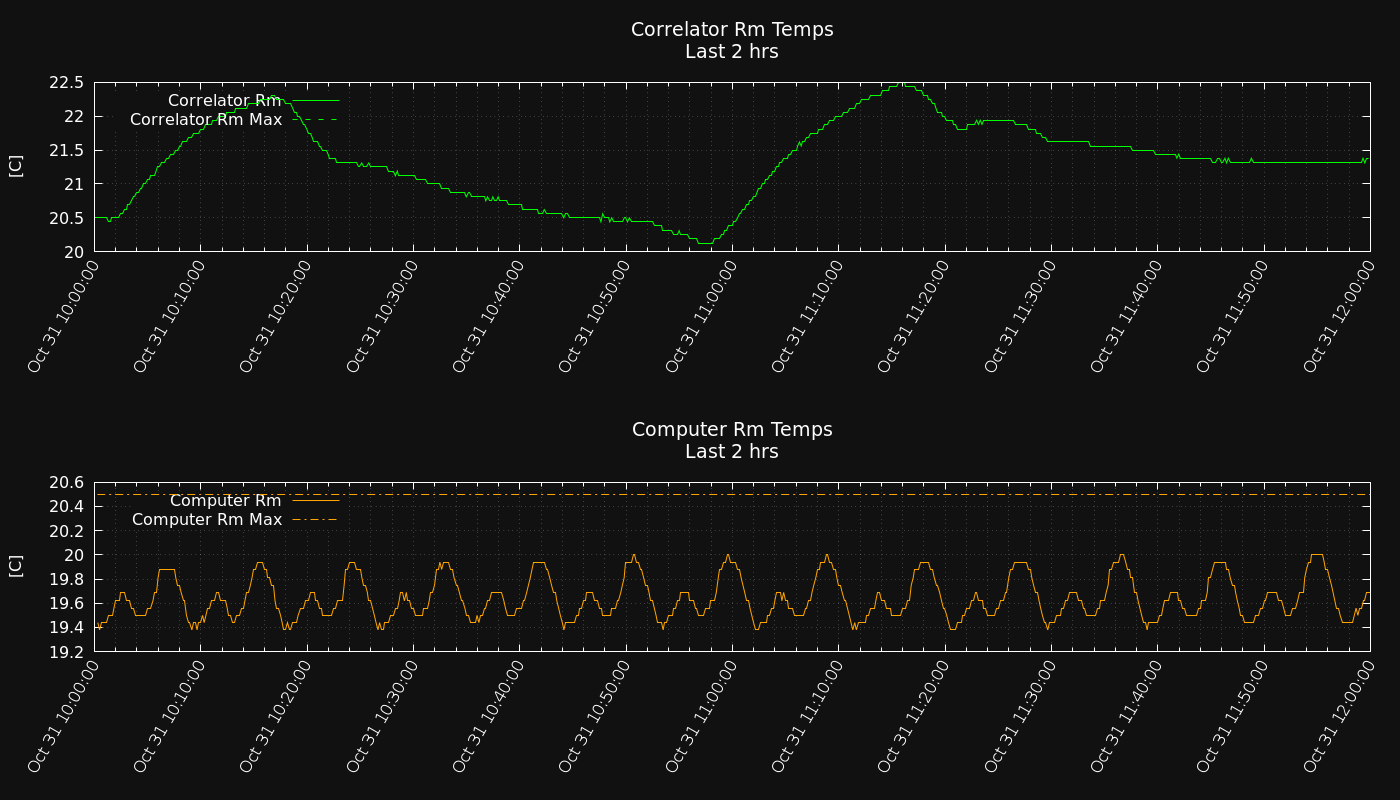 Correlator Rm Temps
Last 2 hrs
22.5
22
21.5
21
20.5
20
[C]
Correlator Rm
Correlator Rm Max
Oct 31 10:00:00
Oct 31 10:10:00
Oct 31 10:20:00
Oct 31 10:30:00
Oct 31 10:40:00
Oct 31 10:50:00
Oct 31 11:00:00
Oct 31 11:10:00
Oct 31 11:20:00
Oct 31 11:30:00
Oct 31 11:40:00
Oct 31 11:50:00
Oct 31 12:00:00
Computer Rm Temps
Last 2 hrs
20.6
20.4
20.2
20
19.8
19.6
19.4
19.2
[C]
Computer Rm
Computer Rm Max
Oct 31 10:00:00
Oct 31 10:10:00
Oct 31 10:20:00
Oct 31 10:30:00
Oct 31 10:40:00
Oct 31 10:50:00
Oct 31 11:00:00
Oct 31 11:10:00
Oct 31 11:20:00
Oct 31 11:30:00
Oct 31 11:40:00
Oct 31 11:50:00
Oct 31 12:00:00